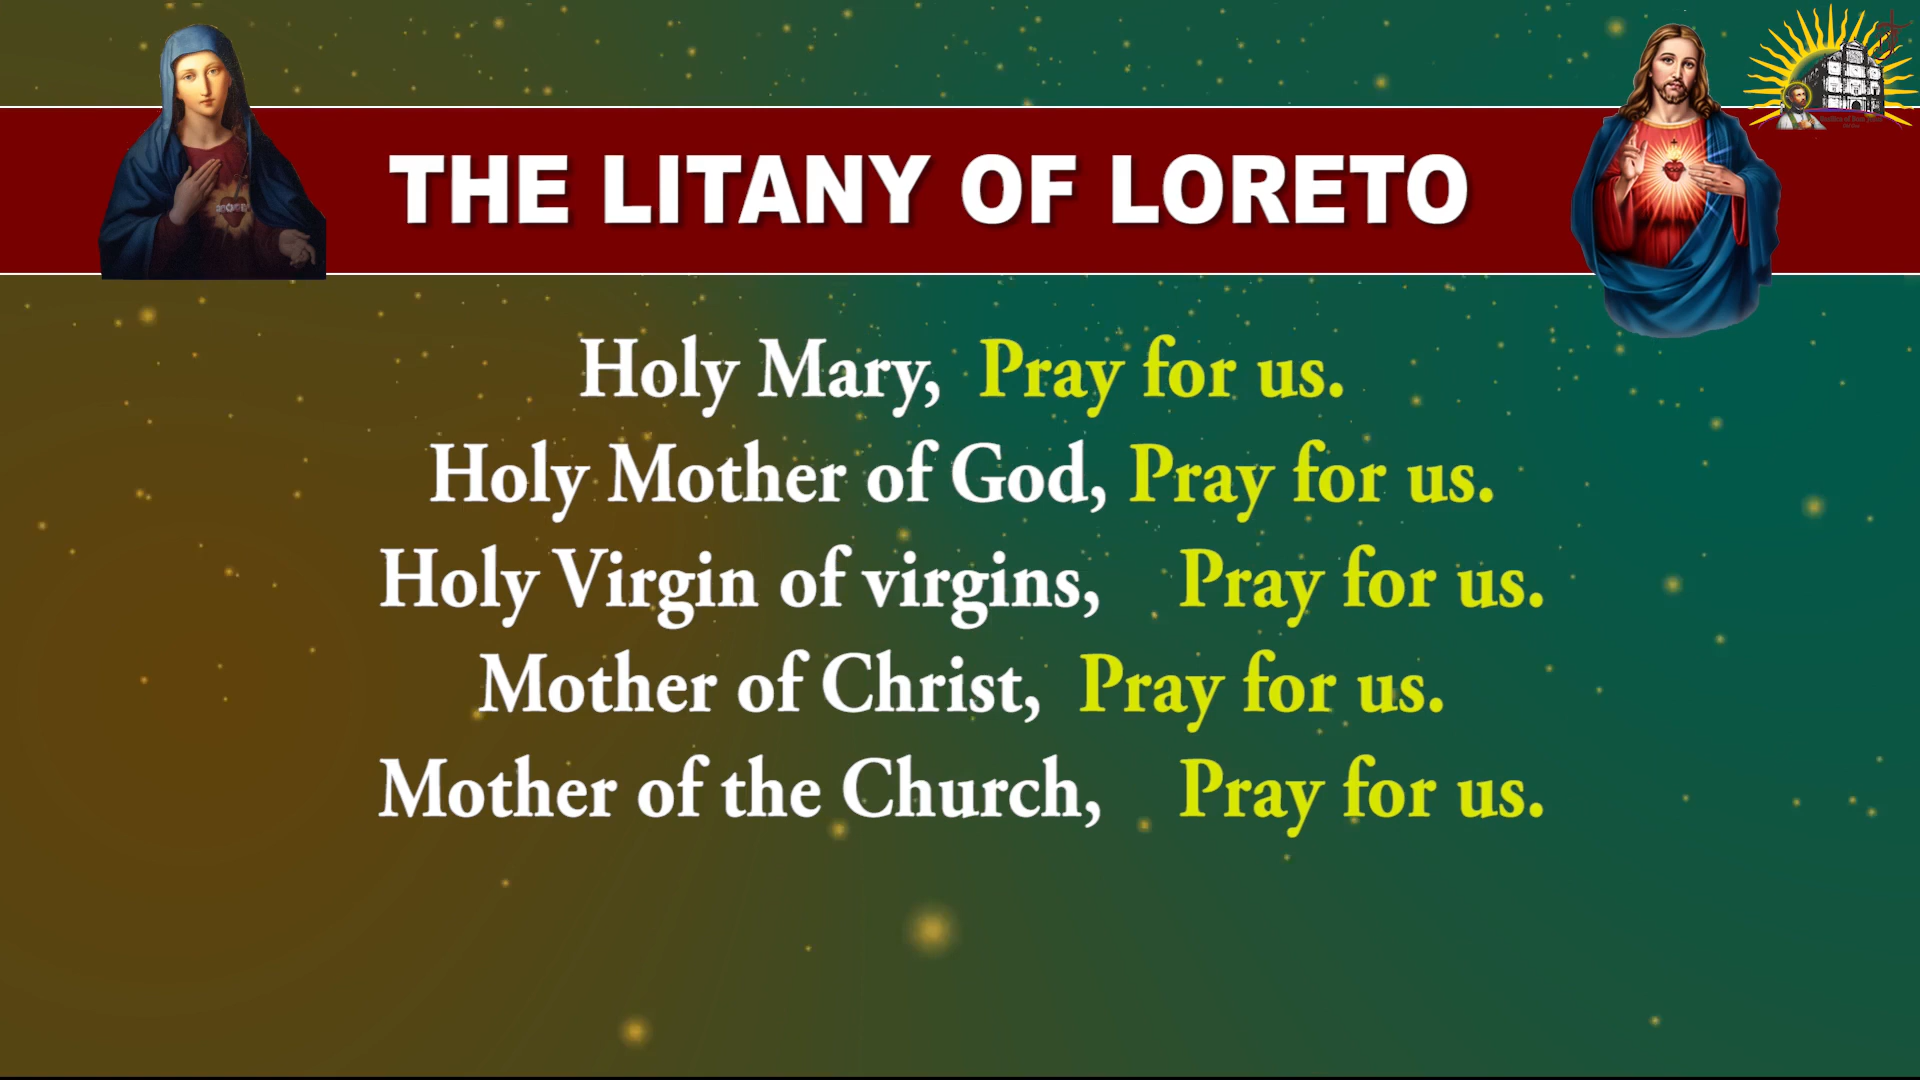 THE LITANY OF LORETO
Holy Mary, Pray for us.
Holy Mother of God, Pray for us.
Holy Virgin of virgins, Pray for us.
Mother of Christ, Pray for us.
Mother of the Church, Pray for us.